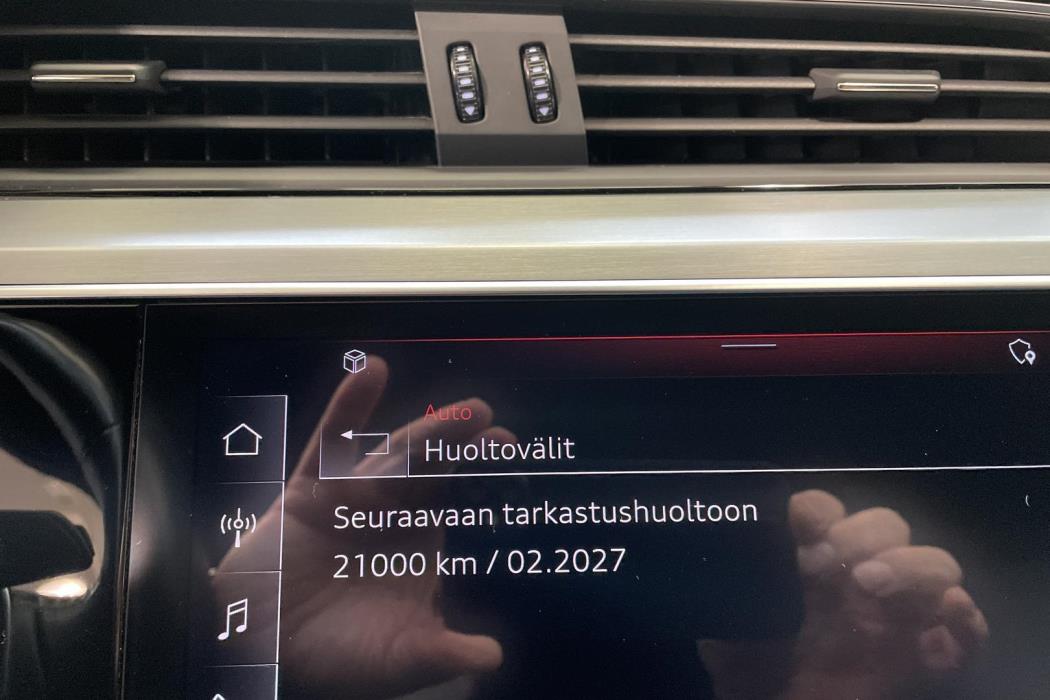 Auto
Huoltovälit
Seuraavaan tarkastushuoltoon
21000 km / 02.2027